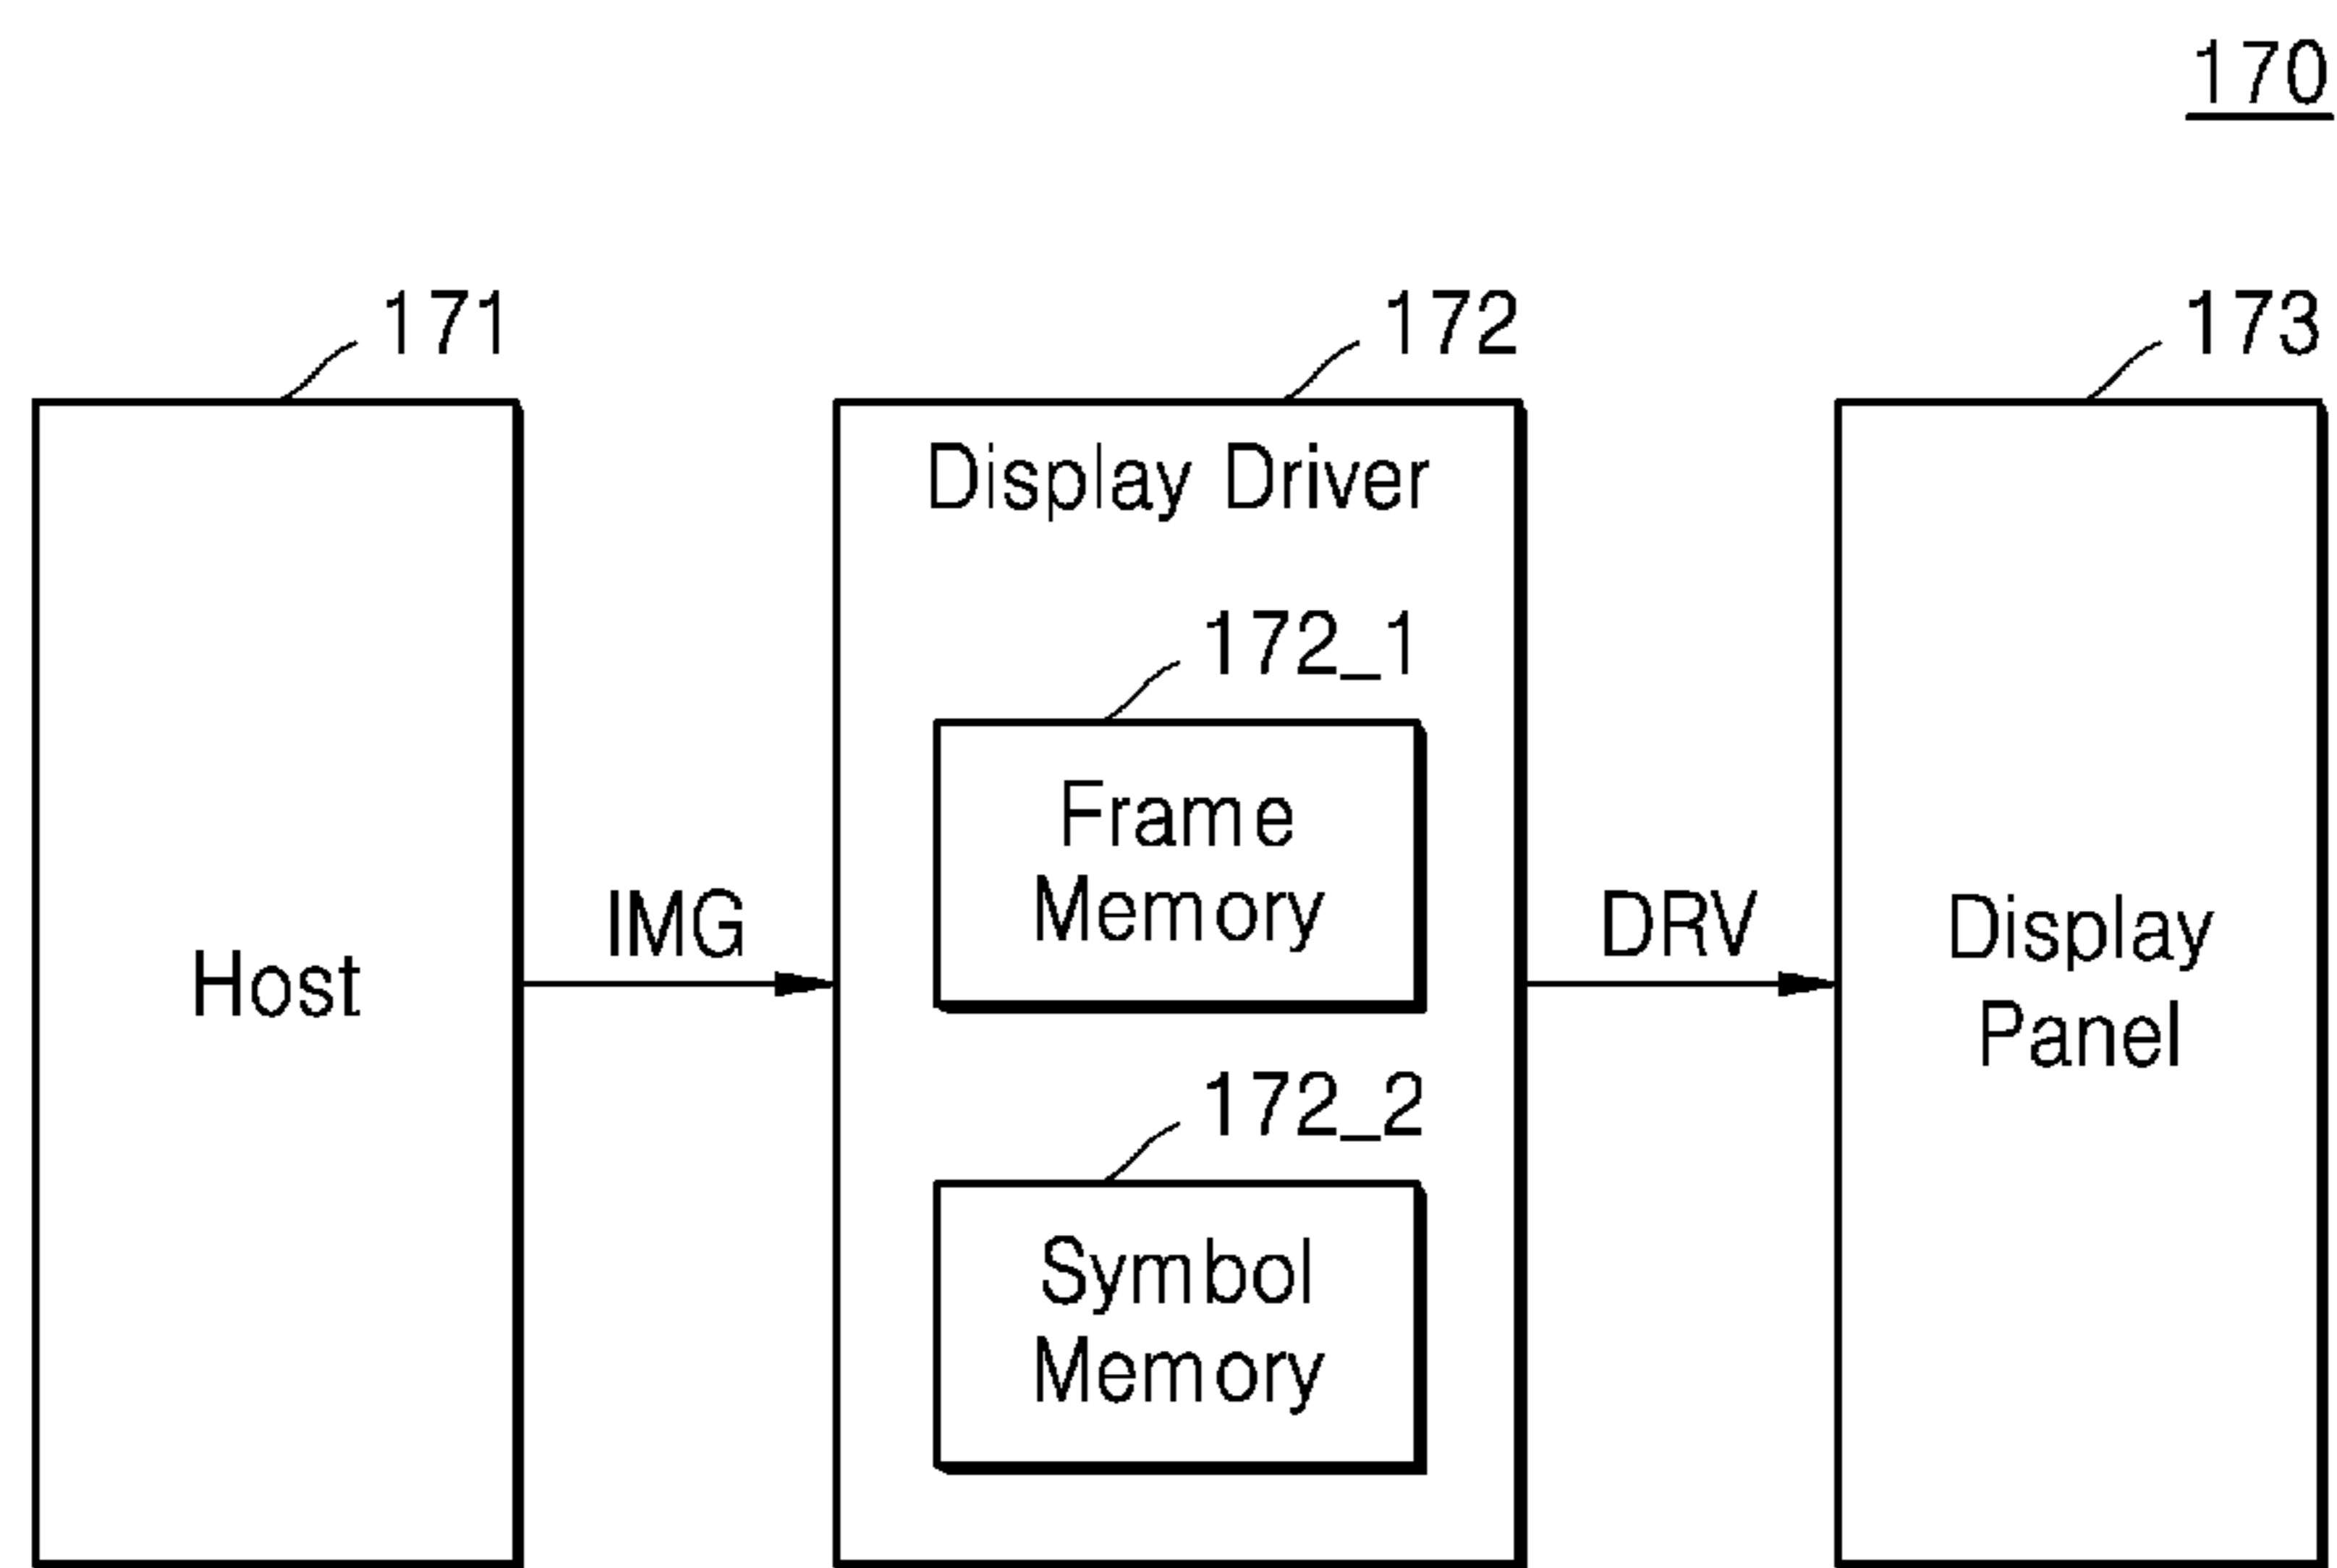 170
171
172
173
Display Driver
172_1
Frame
Memory
IMG
DRV
Host
Display
Panel
172_2
Symbol
Memory